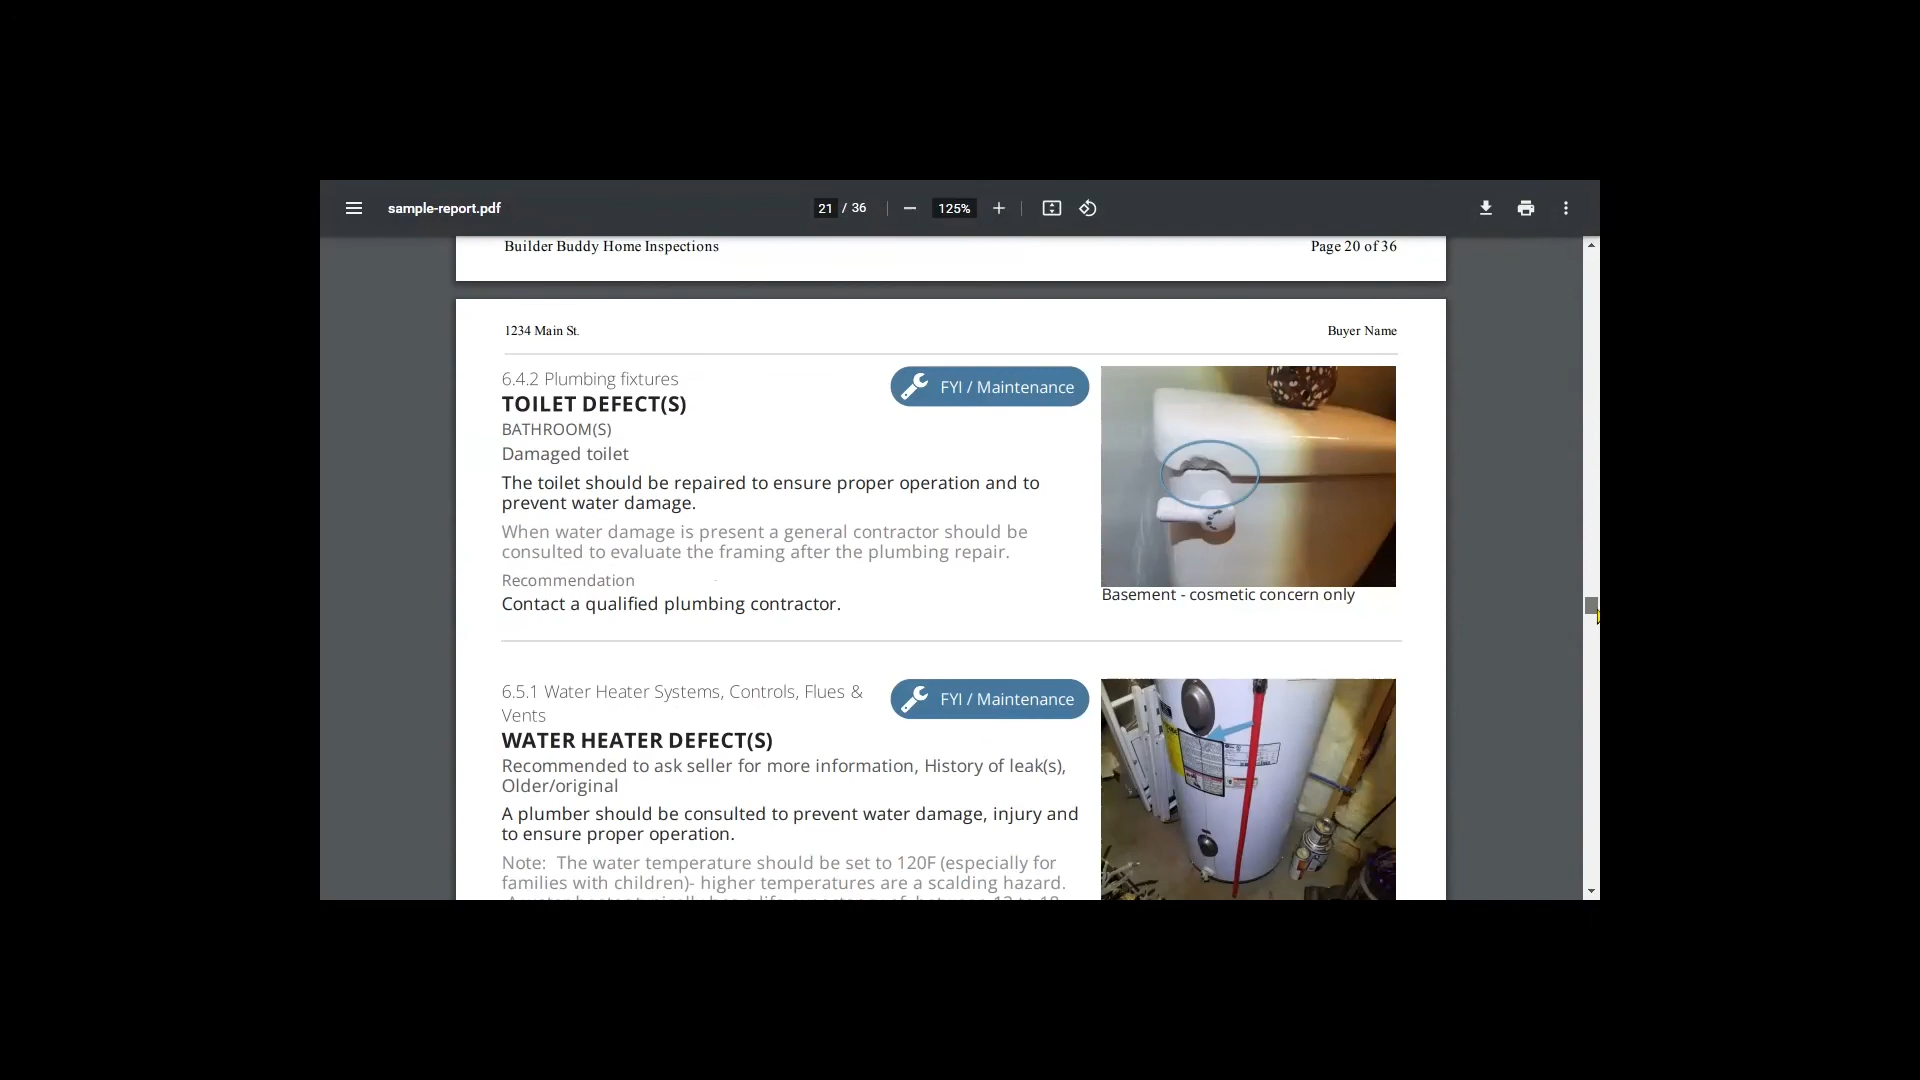 sample-report.pdf
21 / 36
125%
Builder Buddy Home Inspections
Page 20 of 36
1234 Main St.
Buyer Name
6.4.2 Plumbing fixtures
FYI / Maintenance
TOILET DEFECT(S)
BATHROOM(S)
Damaged toilet
The toilet should be repaired to ensure proper operation and to
prevent water damage.
When water damage is present a general contractor should be
consulted to evaluate the framing after the plumbing repair.
Recommendation
Contact a qualified plumbing contractor.
Basement - cosmetic concern only
6.5.1 Water Heater Systems, Controls, Flues &
Vents
FYI / Maintenance
WATER HEATER DEFECT(S)
Recommended to ask seller for more information, History of leak(s),
Older/original
A plumber should be consulted to prevent water damage, injury and
to ensure proper operation.
Note:  The water temperature should be set to 120F (especially for
families with children)- higher temperatures are a scalding hazard.